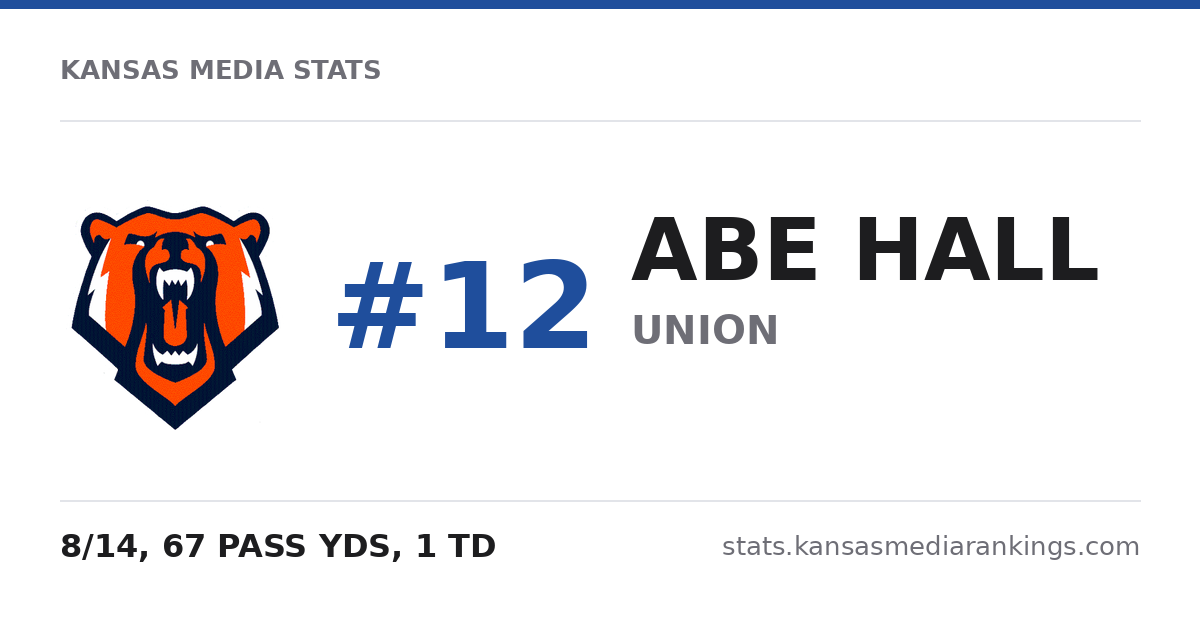 KANSAS MEDIA STATS
#12
ABE HALL
UNION
8/14, 67 PASS YDS, 1 TD
stats.kansasmediarankings.com